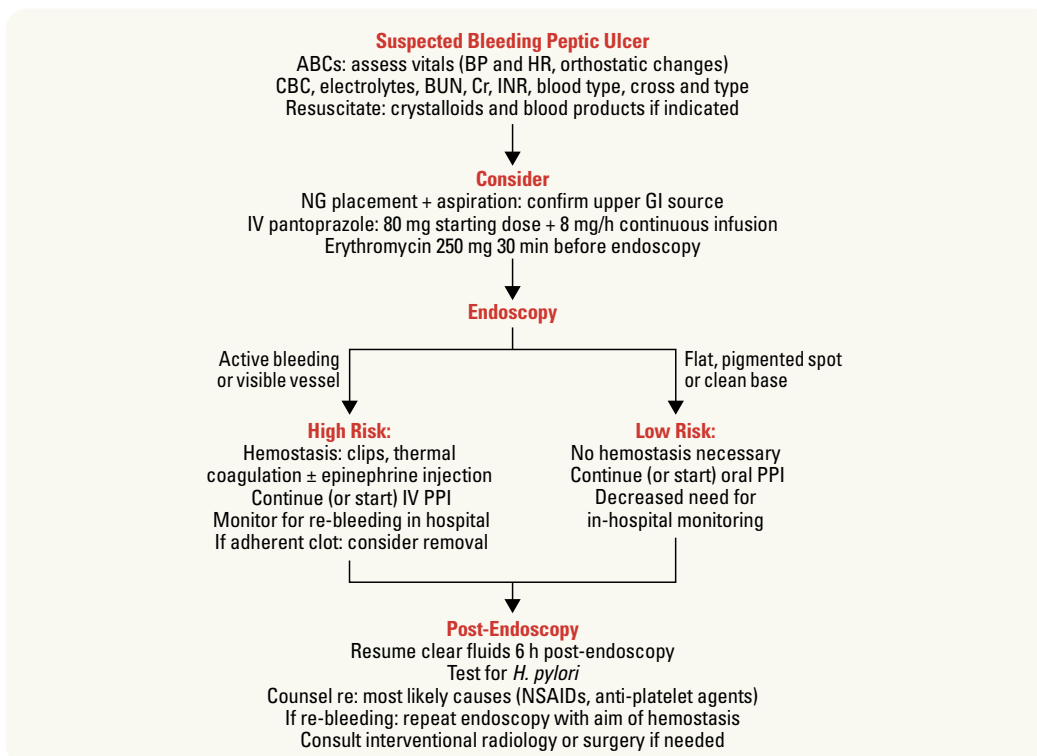 Suspected Bleeding Peptic Ulcer
ABCs: assess vitals (BP and HR, orthostatic changes)
CBC, electrolytes, BUN, Cr, INR, blood type, cross and type
Resuscitate: crystalloids and blood products if indicated
Consider
NG placement + aspiration: confirm upper GI source
IV pantoprazole: 80 mg starting dose + 8 mg/h continuous infusion
Erythromycin 250 mg 30 min before endoscopy
Endoscopy
Active bleeding
or visible vessel
Flat, pigmented spot
or clean base
High Risk:
Hemostasis: clips, thermal
coagulation ± epinephrine injection
Continue (or start) IV PPI
Monitor for re-bleeding in hospital
If adherent clot: consider removal
Low Risk:
No hemostasis necessary
Continue (or start) oral PPI
Decreased need for
in-hospital monitoring
Post-Endoscopy
Resume clear fluids 6 h post-endoscopy
Test for H. pylori
Counsel re: most likely causes (NSAIDs, anti-platelet agents)
If re-bleeding: repeat endoscopy with aim of hemostasis
Consult interventional radiology or surgery if needed